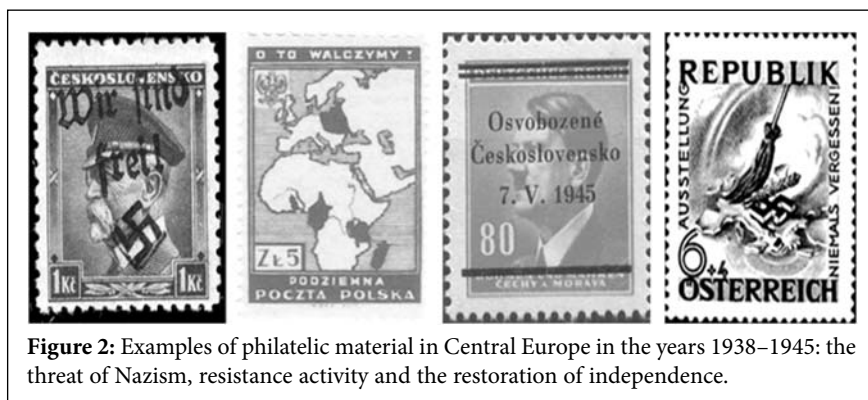 ČESKOSLOVENSKO
Wir sind
frei!
1Kč 1Kč
O TO WALCZYMY!
ZŁ 5
PODZIEMNA
POCZTA POLSKA
DEUTSCHES REICH
Osvobozené
Československo
7. V. 1945
80
ČECHY A MORAVA
REPUBLIK
AUSSTELLUNG
NIEMALS VERGESSEN!
6+4
ÖSTERREICH
Figure 2: Examples of philatelic material in Central Europe in the years 1938–1945: the
threat of Nazism, resistance activity and the restoration of independence.